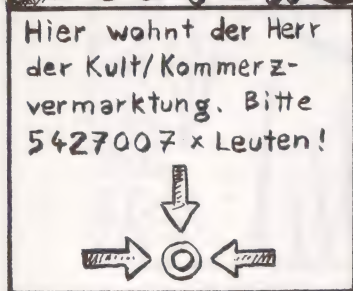 Hier wohnt der Herr
der Kult/Kommerz-
vermarktung. Bitte
5427007 x Leuten!